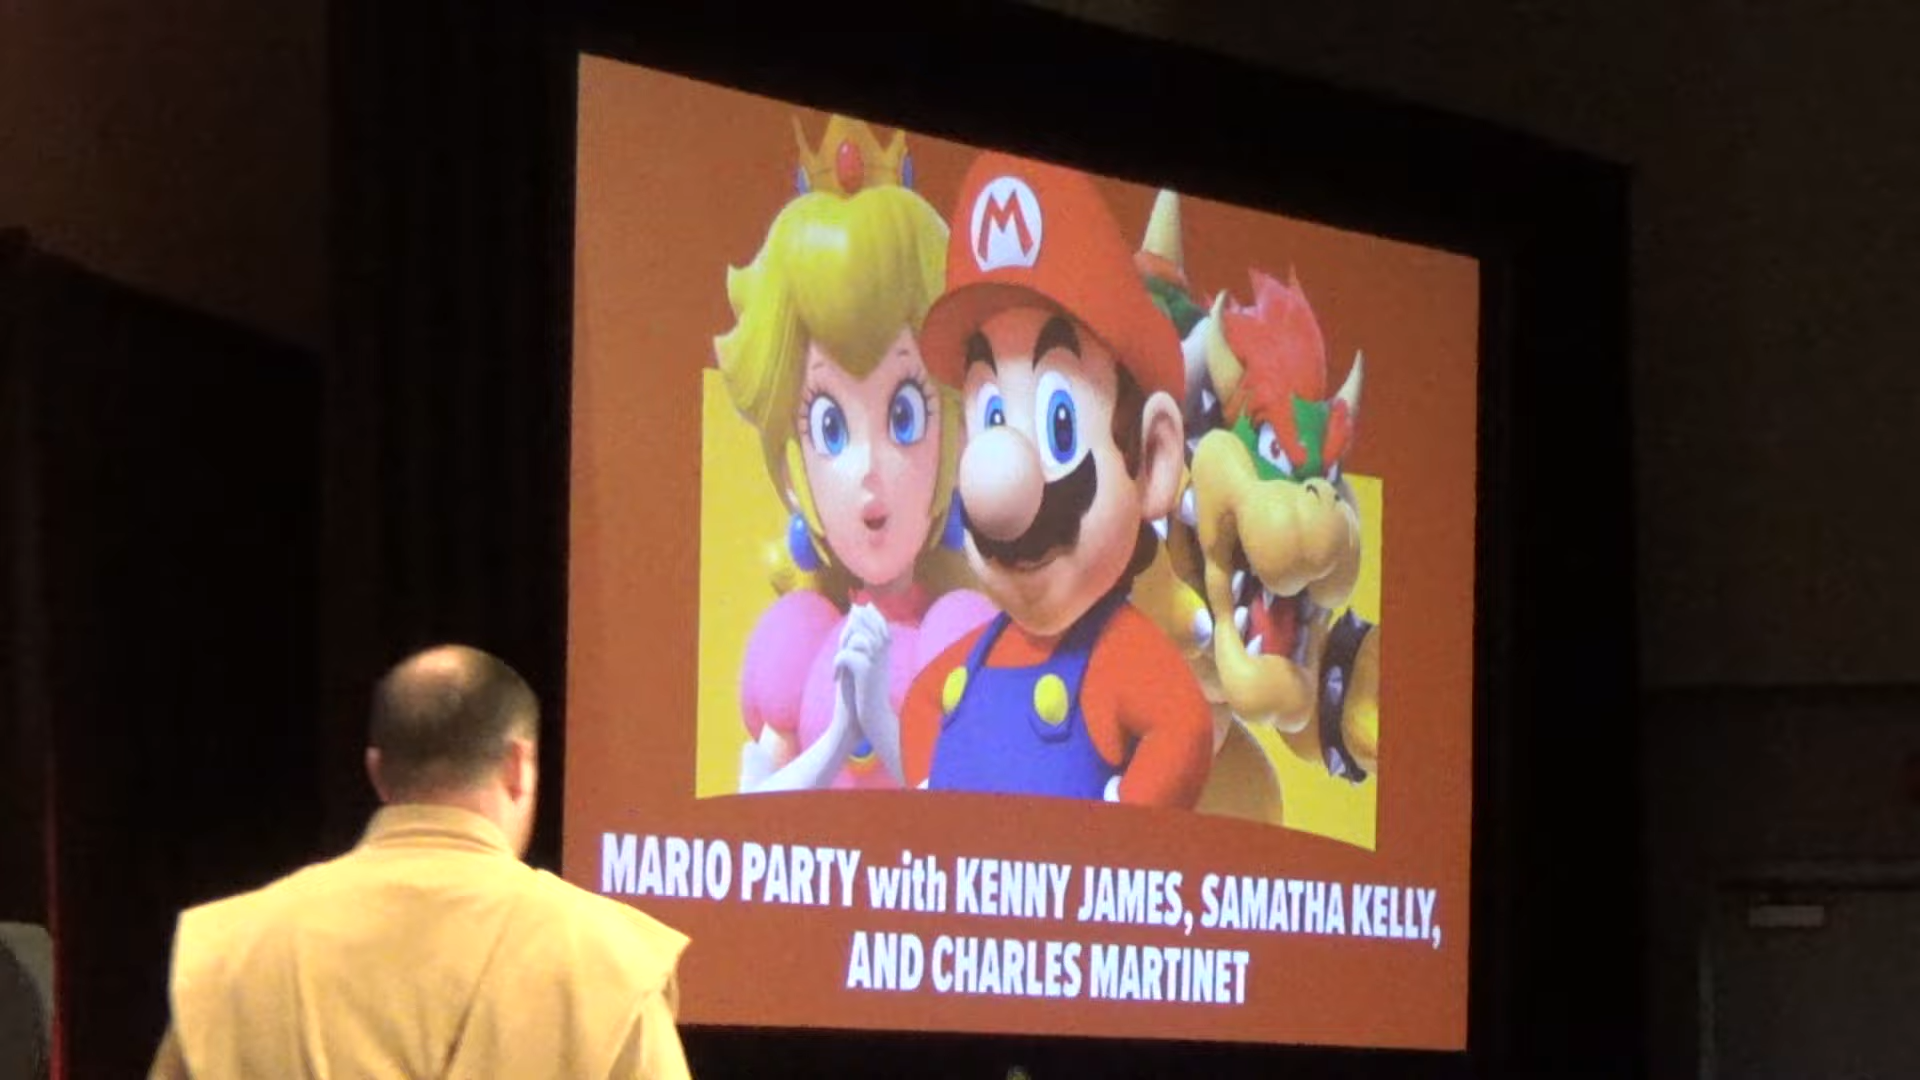 M
MARIO PARTY with KENNY JAMES, SAMATHA KELLY,
AND CHARLES MARTINET